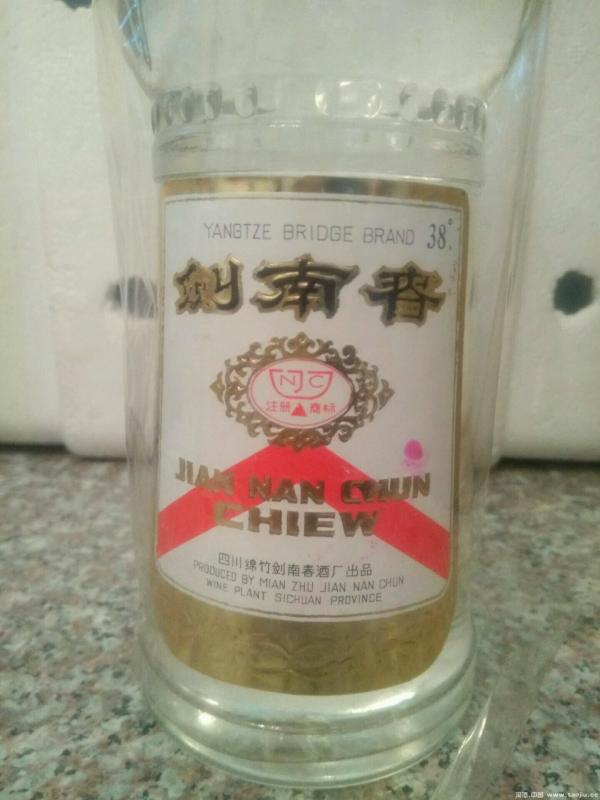 YANGTZE BRIDGE BRAND 38°
剑南春
NJC
注册 商标
JIAN NAN CHUN
CHIEW
四川绵竹剑南春酒厂出品
PRODUCED BY MIAN ZHU JIAN NAN CHUN
WINE PLANT SICHUAN PROVINCE